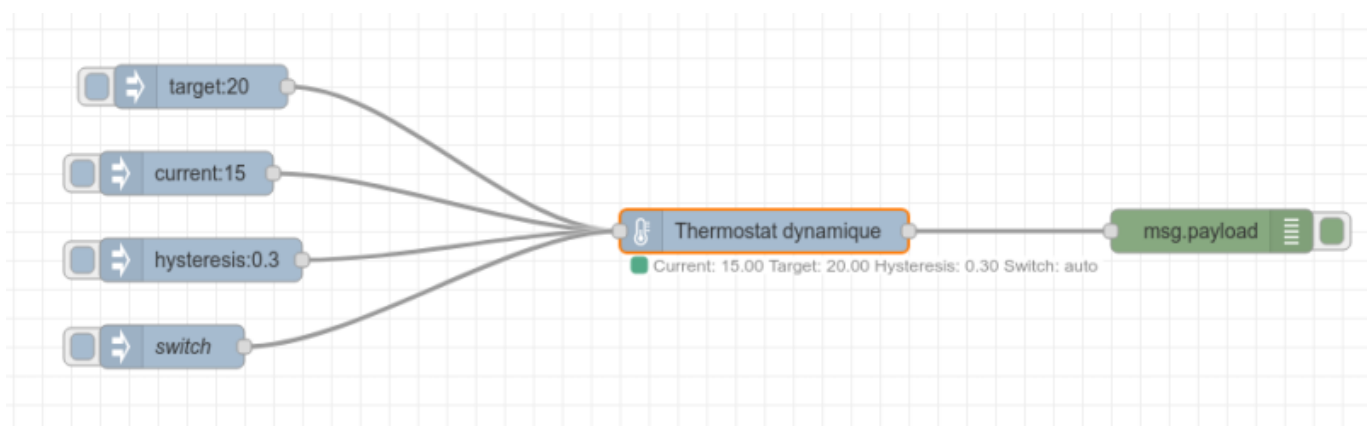 target:20
current:15
hysteresis:0.3
switch
Thermostat dynamique
Current: 15.00 Target: 20.00 Hysteresis: 0.30 Switch: auto
msg.payload